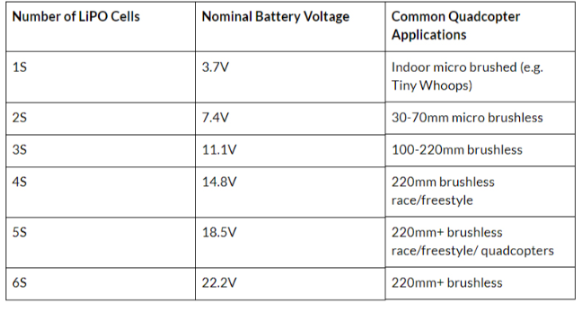 Number of LiPO Cells
Nominal Battery Voltage
Common Quadcopter
Applications
1S
3.7V
Indoor micro brushed (e.g.
Tiny Whoops)
2S
7.4V
30-70mm micro brushless
3S
11.1V
100-220mm brushless
4S
14.8V
220mm brushless
race/freestyle
5S
18.5V
220mm+ brushless
race/freestyle/ quadcopters
6S
22.2V
220mm+ brushless